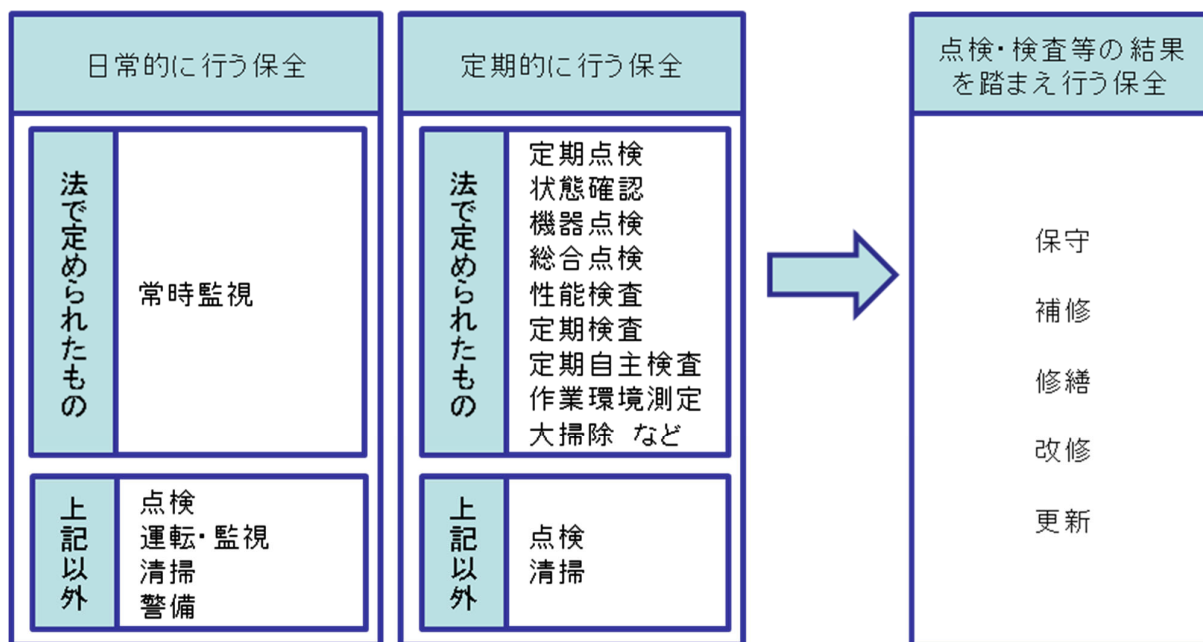 日常的に行う保全
法で定められたもの
常時監視
上記以外
点検
運転・監視
清掃
警備
定期的に行う保全
法で定められたもの
定期点検
状態確認
機器点検
総合点検
性能検査
定期検査
定期自主検査
作業環境測定
大掃除 など
上記以外
点検
清掃
点検・検査等の結果
を踏まえ行う保全
保守
補修
修繕
改修
更新